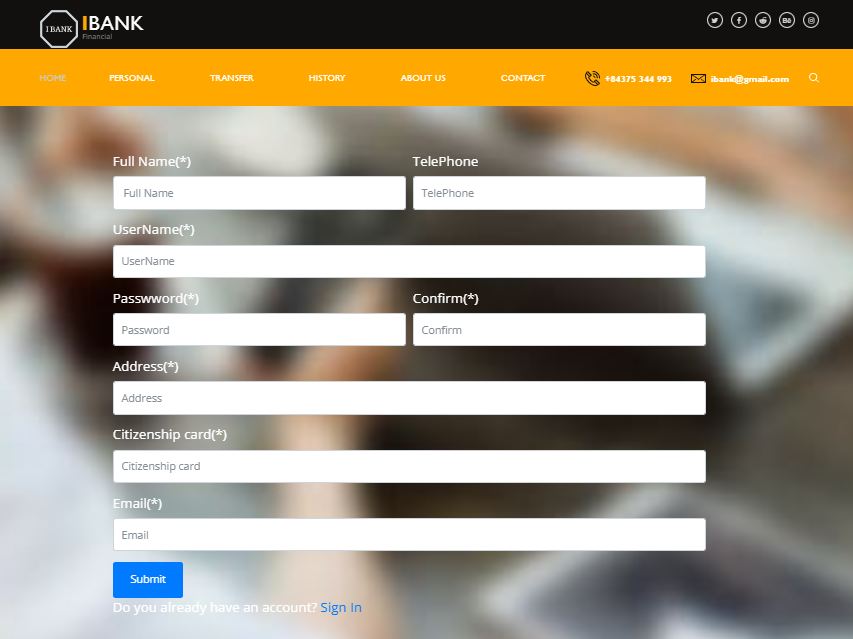 I BANK
IBANK
Financial
HOME PERSONAL TRANSFER HISTORY ABOUT US CONTACT +84375 344 993 ibank@gmail.com
Full Name(*) TelePhone
Full Name TelePhone
UserName(*)
UserName
Passwword(*) Confirm(*)
Password Confirm
Address(*)
Address
Citizenship card(*)
Citizenship card
Email(*)
Email
Submit
Do you already have an account? Sign In